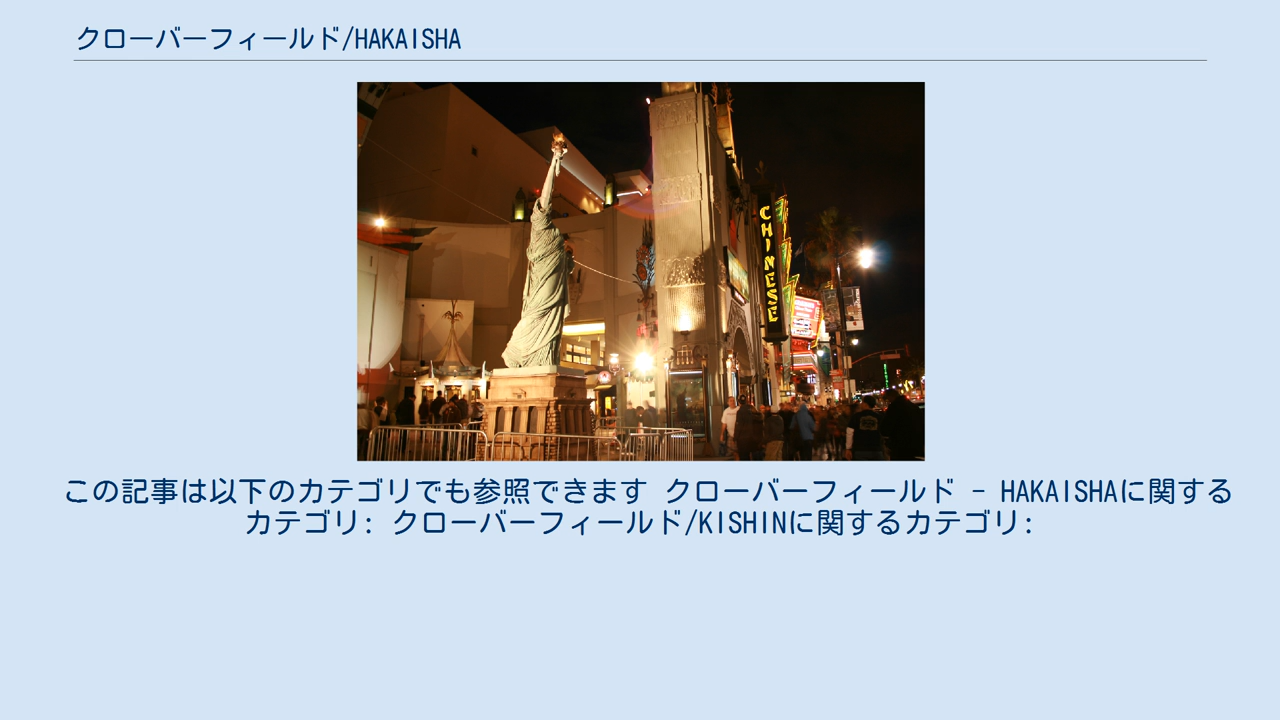 クローバーフィールド/HAKAISHA
CHINESE
この記事は以下のカテゴリでも参照できます クローバーフィールド - HAKAISHAに関する
カテゴリ: クローバーフィールド/KISHINに関するカテゴリ: